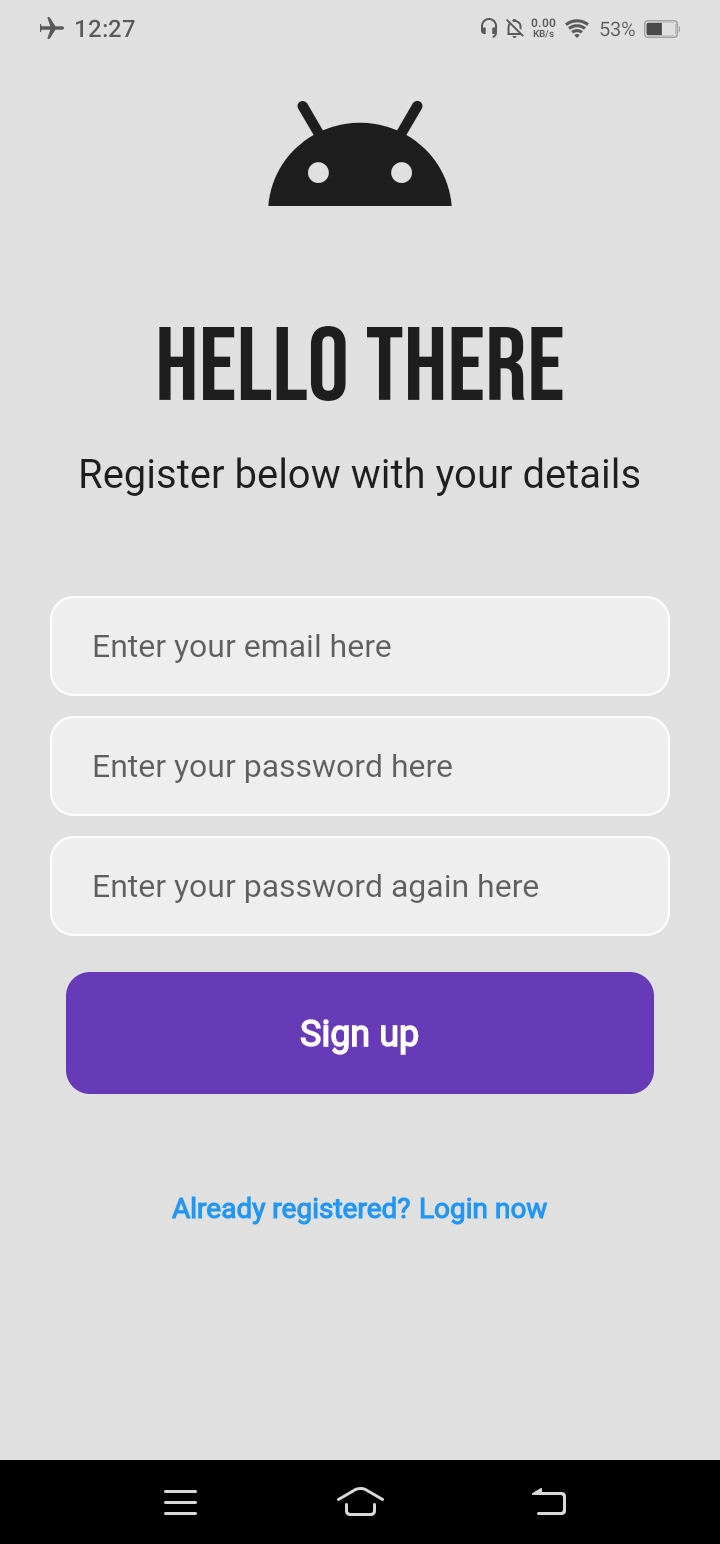 12:27
0.00
KB/s
53%
HELLO THERE
Register below with your details
Enter your email here
Enter your password here
Enter your password again here
Sign up
Already registered? Login now